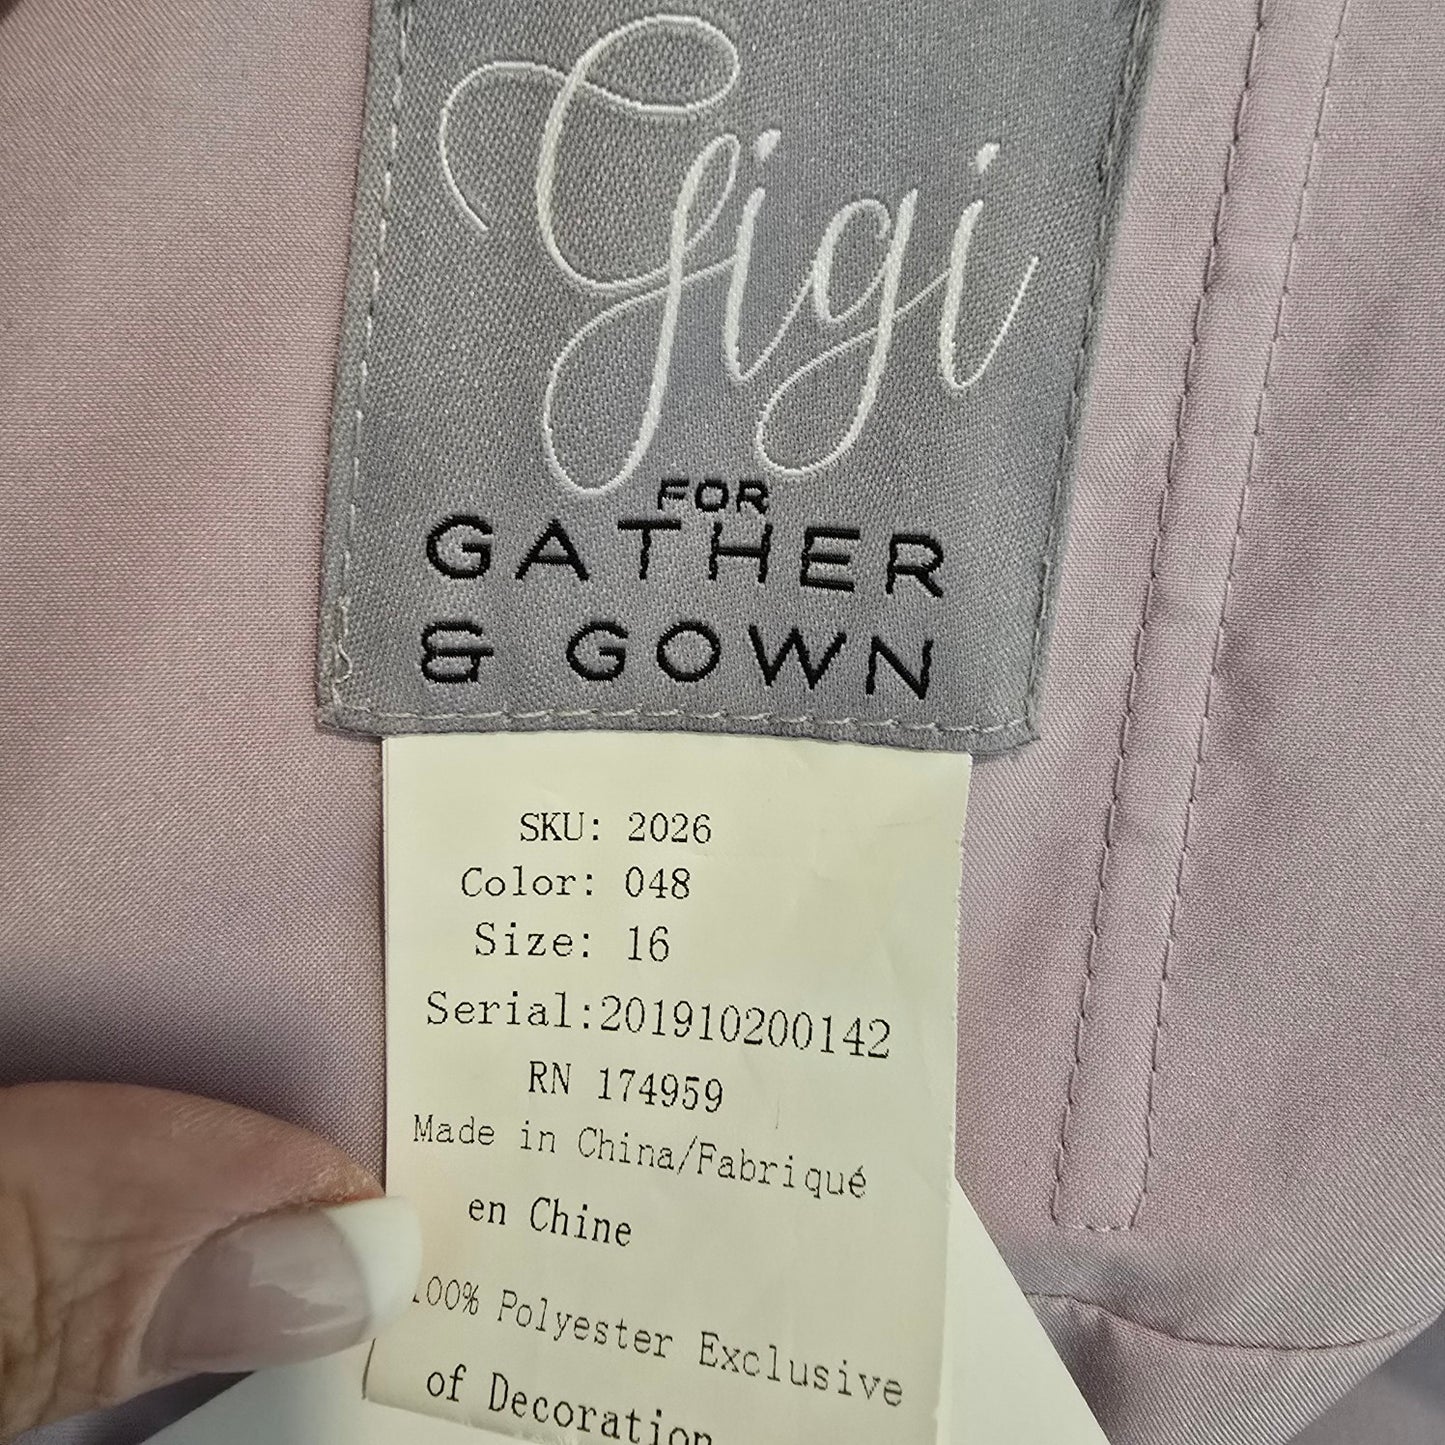 Gigi
FOR
GATHER
& GOWN
SKU: 2026
Color: 048
Size: 16
Serial:201910200142
RN 174959
Made in China/Fabriqué
en Chine
100% Polyester Exclusive
of Decoration